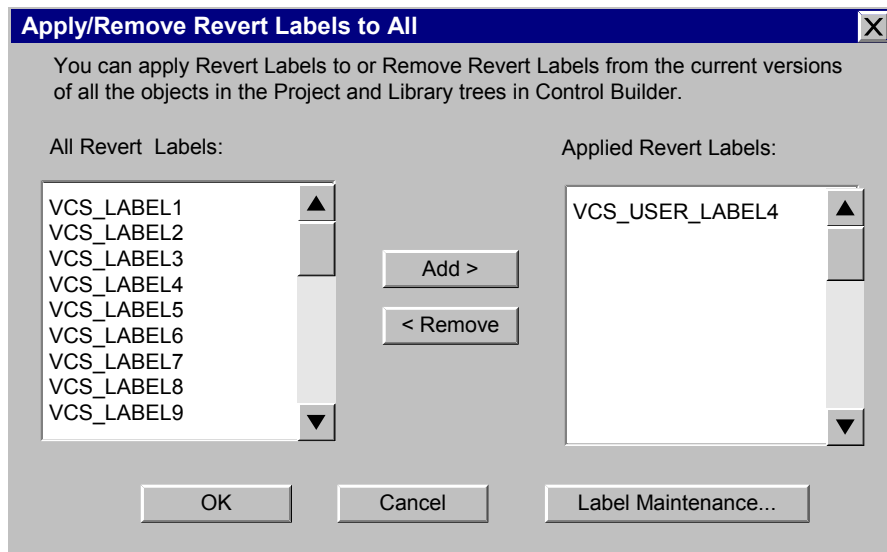 Apply/Remove Revert Labels to All
You can apply Revert Labels to or Remove Revert Labels from the current versions
of all the objects in the Project and Library trees in Control Builder.
All Revert Labels:
VCS_LABEL1
VCS_LABEL2
VCS_LABEL3
VCS_LABEL4
VCS_LABEL5
VCS_LABEL6
VCS_LABEL7
VCS_LABEL8
VCS_LABEL9
Add >
< Remove
Applied Revert Labels:
VCS_USER_LABEL4
OK
Cancel
Label Maintenance...